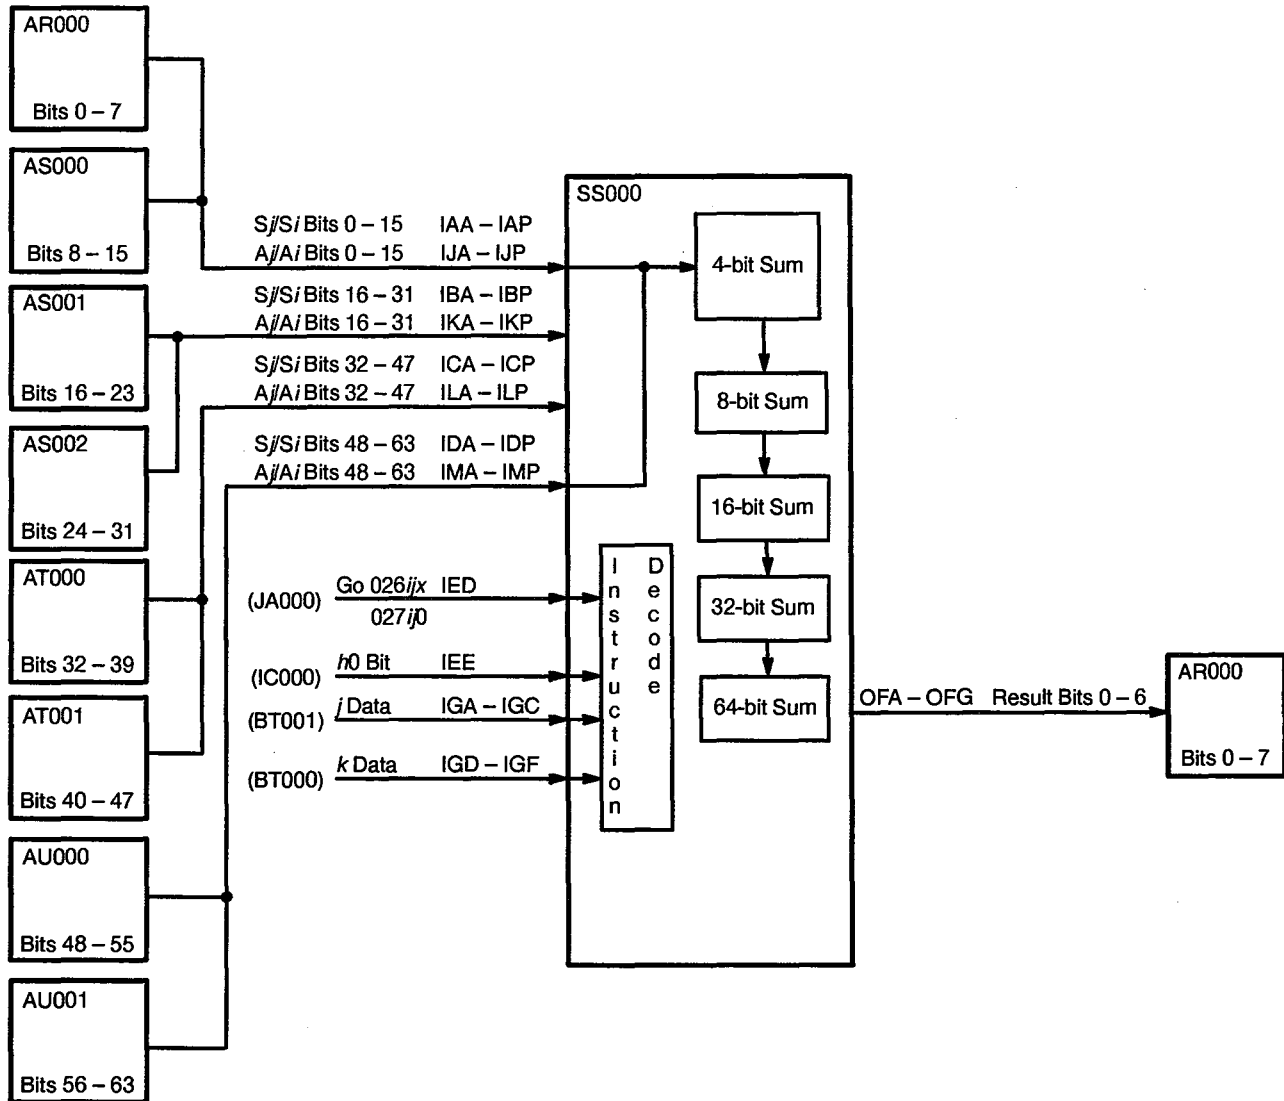 AR000
Bits 0 – 7
AS000
Bits 8 – 15
AS001
Bits 16 – 23
AS002
Bits 24 – 31
AT000
Bits 32 – 39
AT001
Bits 40 – 47
AU000
Bits 48 – 55
AU001
Bits 56 – 63
Sj/Si Bits 0 – 15 IAA – IAP
Aj/Ai Bits 0 – 15 IJA – IJP
Sj/Si Bits 16 – 31 IBA – IBP
Aj/Ai Bits 16 – 31 IKA – IKP
Sj/Si Bits 32 – 47 ICA – ICP
Aj/Ai Bits 32 – 47 ILA – ILP
Sj/Si Bits 48 – 63 IDA – IDP
Aj/Ai Bits 48 – 63 IMA – IMP
(JA000) Go 026ijx IED
027ij0
(IC000) h0 Bit IEE
(BT001) j Data IGA – IGC
(BT000) k Data IGD – IGF
SS000
Instruction
Decode
4-bit Sum
8-bit Sum
16-bit Sum
32-bit Sum
64-bit Sum
OFA – OFG Result Bits 0 – 6
AR000
Bits 0 – 7